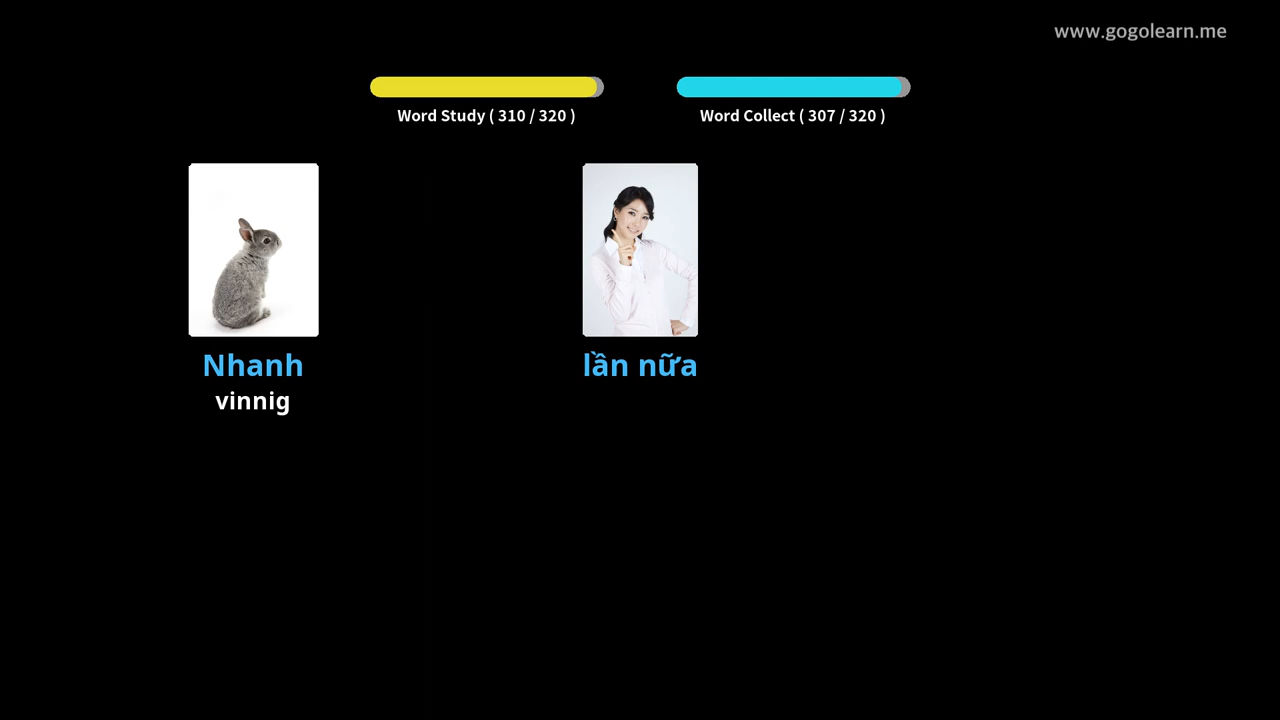 www.gogolearn.me
Word Study ( 310 / 320 )
Word Collect ( 307 / 320 )
Nhanh
vinnig
lần nữa